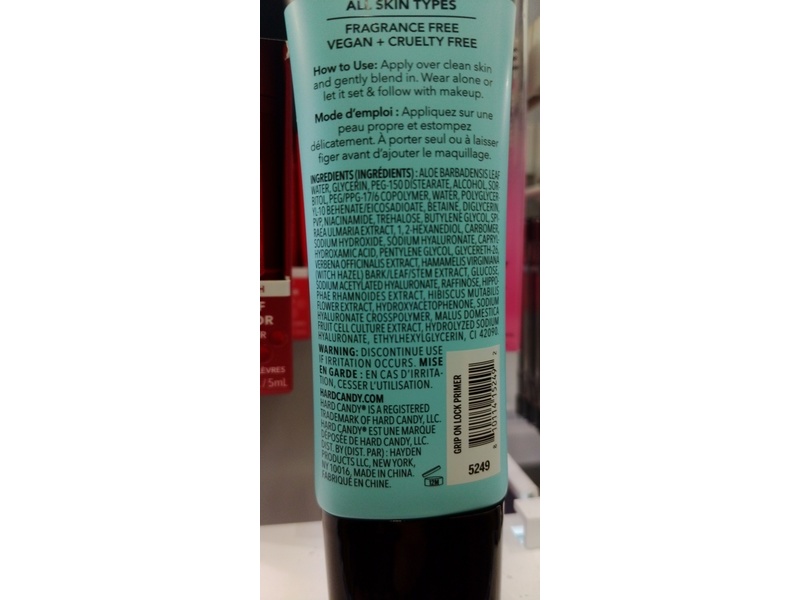 ALL SKIN TYPES
FRAGRANCE FREE
VEGAN + CRUELTY FREE
How to Use: Apply over clean skin
and gently blend in. Wear alone or
let it set & follow with makeup.
Mode d'emploi : Appliquez sur une
peau propre et estompez
délicatement. À porter seul ou à laisser
figer avant d'ajouter le maquillage.
INGREDIENTS (INGRÉDIENTS) : ALOE BARBADENSIS LEAF
WATER, GLYCERIN, PEG-150 DISTEARATE, ALCOHOL, SOR-
BITOL, PEG/PPG-17/6 COPOLYMER, WATER, POLYGLYCER-
YL-10 BEHENATE/EICOSADIOATE, BETAINE, DIGLYCERIN,
PVP, NIACINAMIDE, TREHALOSE, BUTYLENE GLYCOL, SPI-
RAEA ULMARIA EXTRACT, 1, 2-HEXANEDIOL, CARBOMER,
SODIUM HYDROXIDE, SODIUM HYALURONATE, CAPRYL-
HYDROXAMIC ACID, PENTYLENE GLYCOL, GLYCERETH-26,
VERBENA OFFICINALIS EXTRACT, HAMAMELIS VIRGINIANA
(WITCH HAZEL) BARK/LEAF/STEM EXTRACT, GLUCOSE,
SODIUM ACETYLATED HYALURONATE, RAFFINOSE, HIPPO-
PHAE RHAMNOIDES EXTRACT, HIBISCUS MUTABILIS
FLOWER EXTRACT, HYDROXYACETOPHENONE, SODIUM
HYALURONATE CROSSPOLYMER, MALUS DOMESTICA
FRUIT CELL CULTURE EXTRACT, HYDROLYZED SODIUM
HYALURONATE, ETHYLHEXYLGLYCERIN, CI 42090.
WARNING: DISCONTINUE USE
IF IRRITATION OCCURS. MISE
EN GARDE : EN CAS D'IRRITA-
TION, CESSER L'UTILISATION.
HARDCANDY.COM
HARD CANDY® IS A REGISTERED
TRADEMARK OF HARD CANDY, LLC.
HARD CANDY® EST UNE MARQUE
DÉPOSÉE DE HARD CANDY, LLC.
DIST. BY (DIST. PAR) : HAYDEN
PRODUCTS LLC, NEW YORK,
NY 10016, MADE IN CHINA.
FABRIQUÉ EN CHINE.
12M
GRIP ON LOCK PRIMER
8 10114 15249 2
5249
OR
ÈVRES
/ 5mL